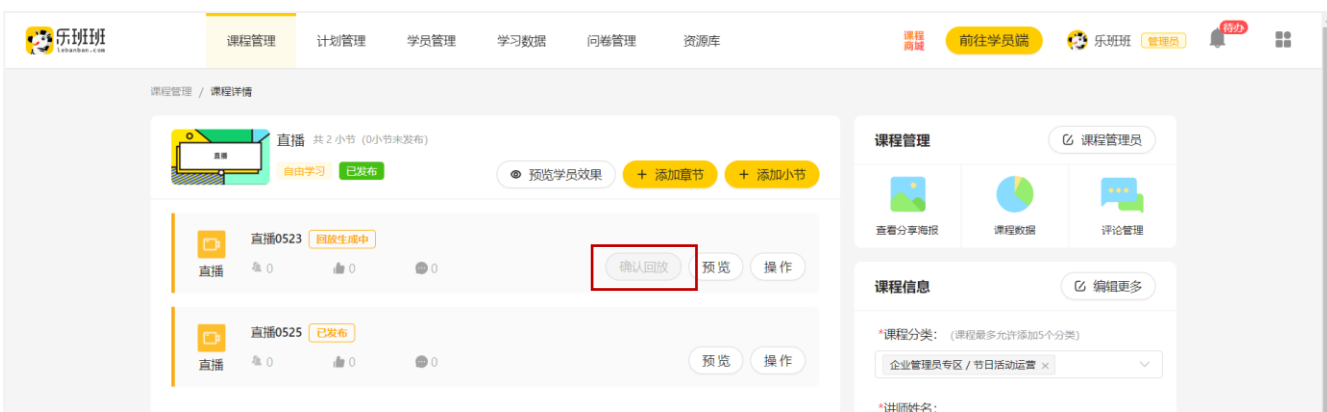 乐班班
lebanban.com
课程管理
计划管理
学员管理
学习数据
问卷管理
资源库
课程
商城
前往学员端
乐班班
管理员
待办
课程管理 / 课程详情
直播
直播 共 2 小节 (0小节未发布)
自由学习 已发布
预览学员效果
+ 添加章节
+ 添加小节
直播0523 回放生成中
直播 0 0 0
确认回放 预览 操作
直播0525 已发布
直播 0 0 0
预览 操作
课程管理
课程管理员
查看分享海报
课程数据
评论管理
课程信息
编辑更多
*课程分类: (课程最多允许添加5个分类)
企业管理员专区 / 节日活动运营 ×
*讲师姓名: